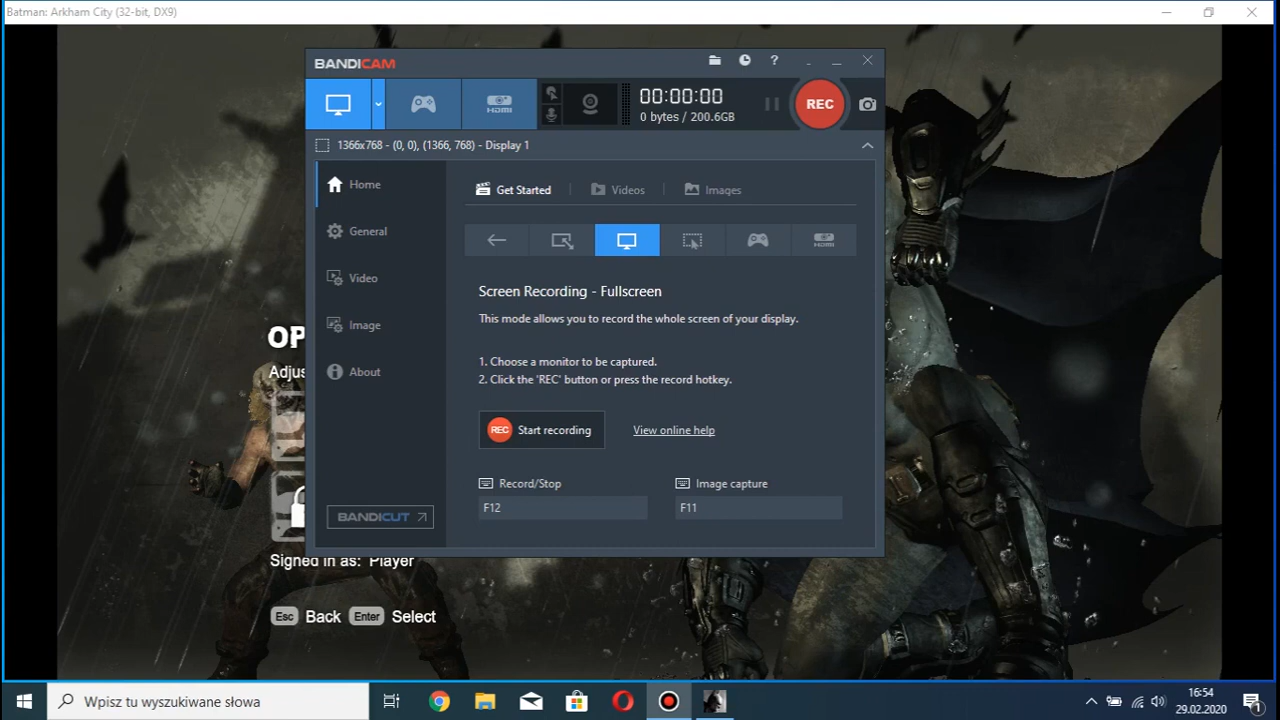 Batman: Arkham City (32-bit, DX9)
BANDICAM
?
HDMI
00:00:00
0 bytes / 200.6GB
REC
1366x768 - (0, 0), (1366, 768) - Display 1
Home
General
Video
Image
About
BANDICUT
Get Started
Videos
Images
HDMI
Screen Recording - Fullscreen
This mode allows you to record the whole screen of your display.
1. Choose a monitor to be captured.
2. Click the 'REC' button or press the record hotkey.
REC Start recording
View online help
Record/Stop
F12
Image capture
F11
OP
Adjus
Signed in as: Player
Esc Back Enter Select
Wpisz tu wyszukiwane słowa
16:54
29.02.2020
1